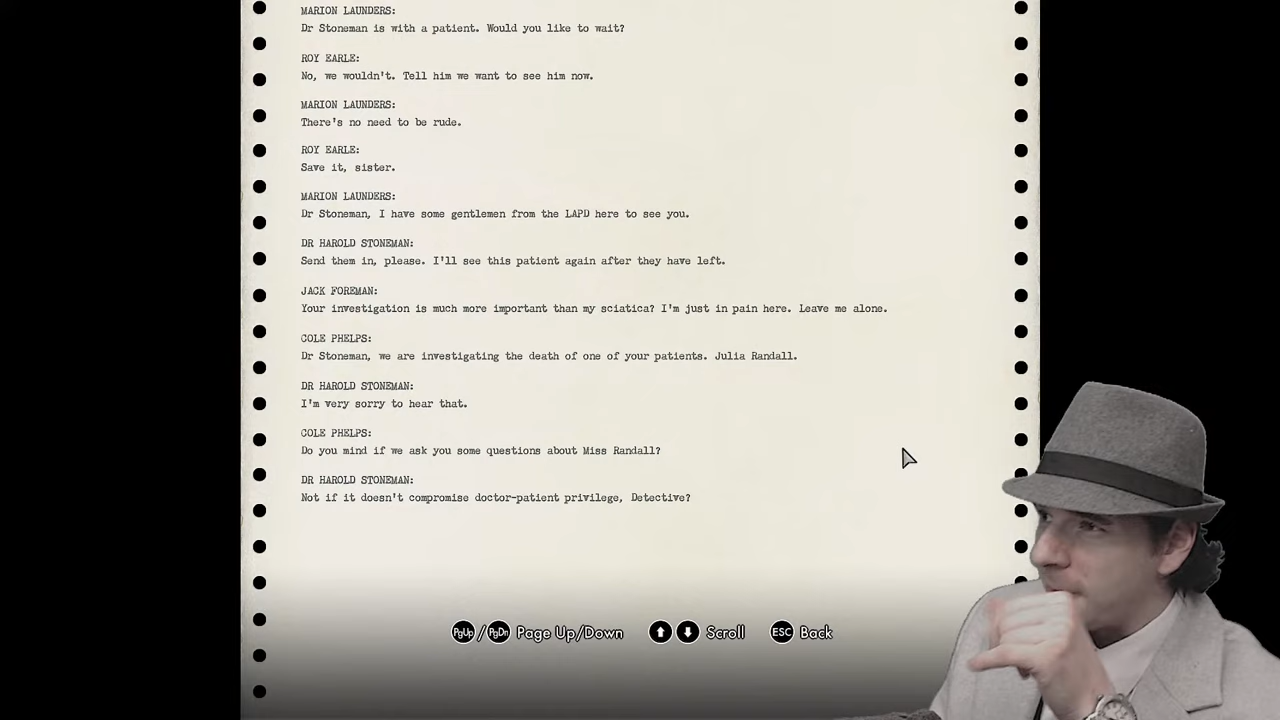 MARION LAUNDERS:
Dr Stoneman is with a patient. Would you like to wait?
ROY EARLE:
No, we wouldn't. Tell him we want to see him now.
MARION LAUNDERS:
There's no need to be rude.
ROY EARLE:
Save it, sister.
MARION LAUNDERS:
Dr Stoneman, I have some gentlemen from the LAPD here to see you.
DR HAROLD STONEMAN:
Send them in, please. I'll see this patient again after they have left.
JACK FOREMAN:
Your investigation is much more important than my sciatica? I'm just in pain here. Leave me alone.
COLE PHELPS:
Dr Stoneman, we are investigating the death of one of your patients. Julia Randall.
DR HAROLD STONEMAN:
I'm very sorry to hear that.
COLE PHELPS:
Do you mind if we ask you some questions about Miss Randall?
DR HAROLD STONEMAN:
Not if it doesn't compromise doctor-patient privilege, Detective?
PgUp / PgDn Page Up/Down ↑ ↓ Scroll ESC Back